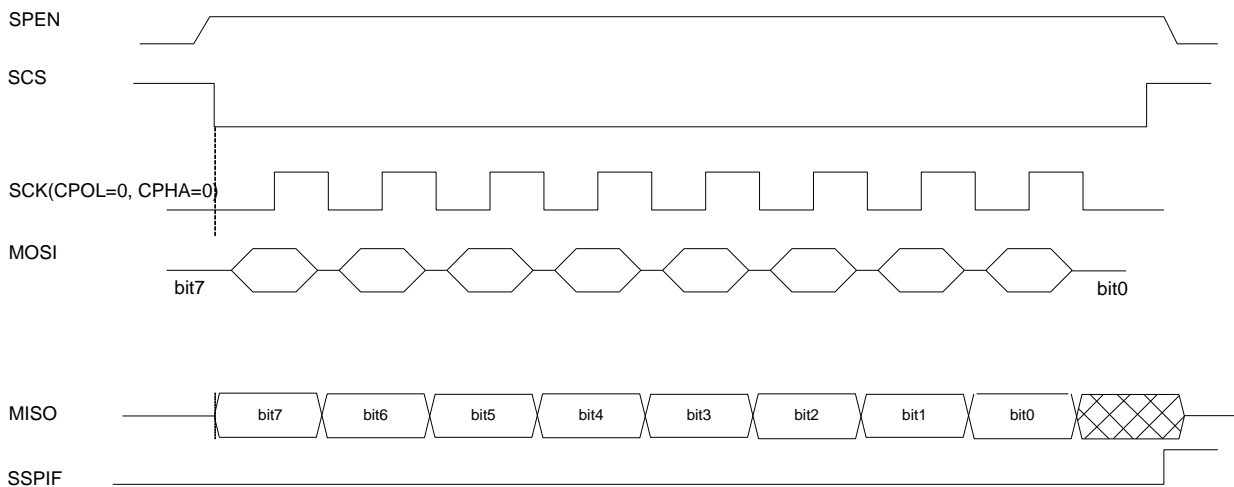 SPEN
SCS
SCK(CPOL=0, CPHA=0)
MOSI
bit7
bit0
MISO
bit7
bit6
bit5
bit4
bit3
bit2
bit1
bit0
SSPIF